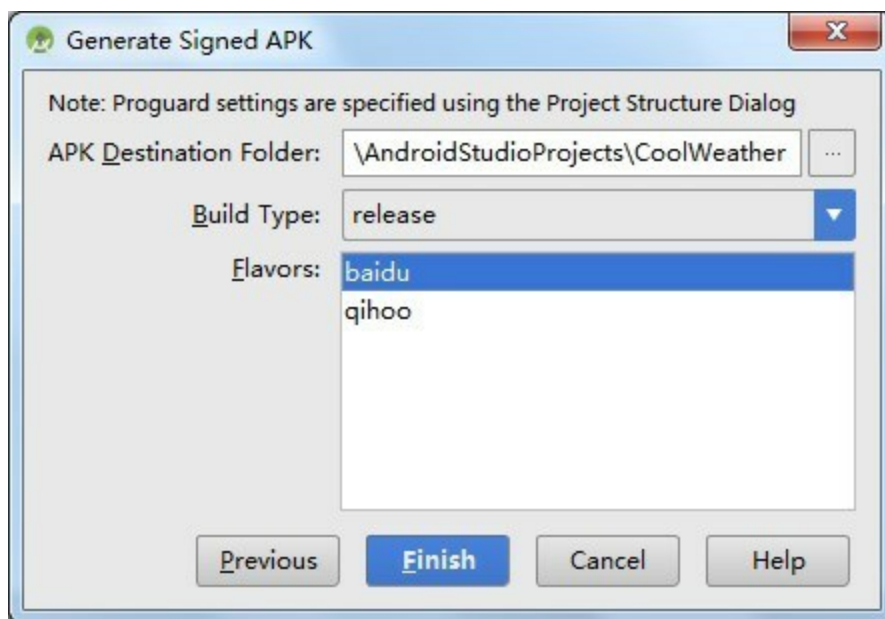 Generate Signed APK
Note: Proguard settings are specified using the Project Structure Dialog
APK Destination Folder: \AndroidStudioProjects\CoolWeather ...
Build Type: release
Flavors: baidu
qihoo
Previous Finish Cancel Help